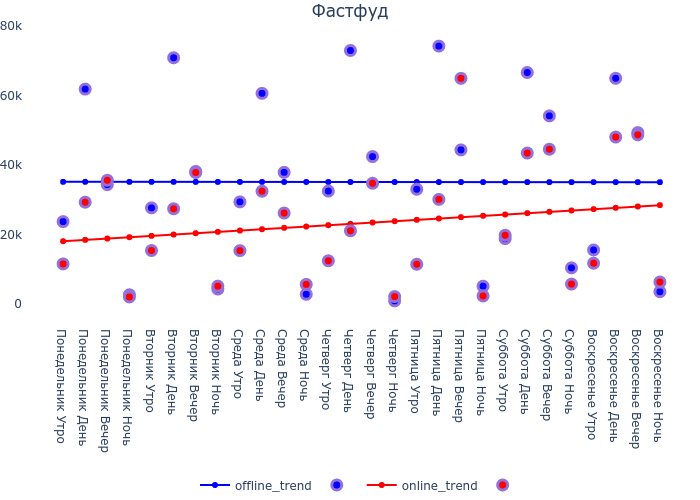 Фастфуд
80k
60k
40k
20k
0
Понедельник Утро
Понедельник День
Понедельник Вечер
Понедельник Ночь
Вторник Утро
Вторник День
Вторник Вечер
Вторник Ночь
Среда Утро
Среда День
Среда Вечер
Среда Ночь
Четверг Утро
Четверг День
Четверг Вечер
Четверг Ночь
Пятница Утро
Пятница День
Пятница Вечер
Пятница Ночь
Суббота Утро
Суббота День
Суббота Вечер
Суббота Ночь
Воскресенье Утро
Воскресенье День
Воскресенье Вечер
Воскресенье Ночь
offline_trend
online_trend